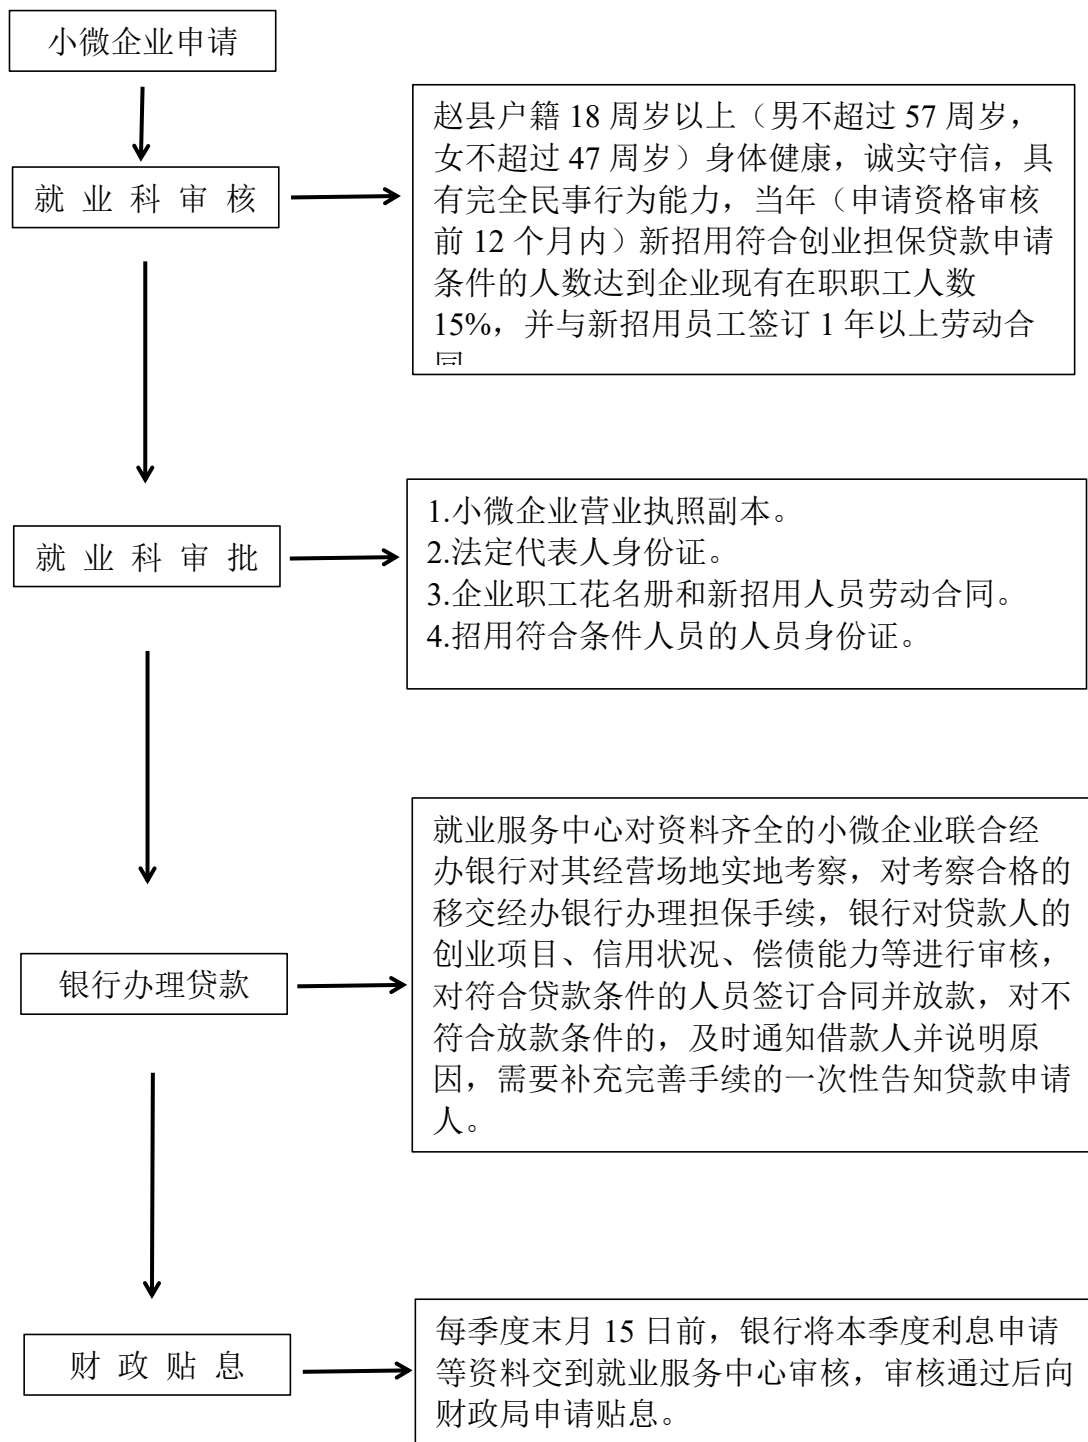 小微企业申请
就业科审核
赵县户籍 18 周岁以上（男不超过 57 周岁，
女不超过 47 周岁）身体健康，诚实守信，具
有完全民事行为能力，当年（申请资格审核
前 12 个月内）新招用符合创业担保贷款申请
条件的人数达到企业现有在职职工人数
15%，并与新招用员工签订 1 年以上劳动合
同
就业科审批
1.小微企业营业执照副本。
2.法定代表人身份证。
3.企业职工花名册和新招用人员劳动合同。
4.招用符合条件人员的人员身份证。
银行办理贷款
就业服务中心对资料齐全的小微企业联合经
办银行对其经营场地实地考察，对考察合格的
移交经办银行办理担保手续，银行对贷款人的
创业项目、信用状况、偿债能力等进行审核，
对符合贷款条件的人员签订合同并放款，对不
符合放款条件的，及时通知借款人并说明原
因，需要补充完善手续的一次性告知贷款申请
人。
财政贴息
每季度末月 15 日前，银行将本季度利息申请
等资料交到就业服务中心审核，审核通过后向
财政局申请贴息。